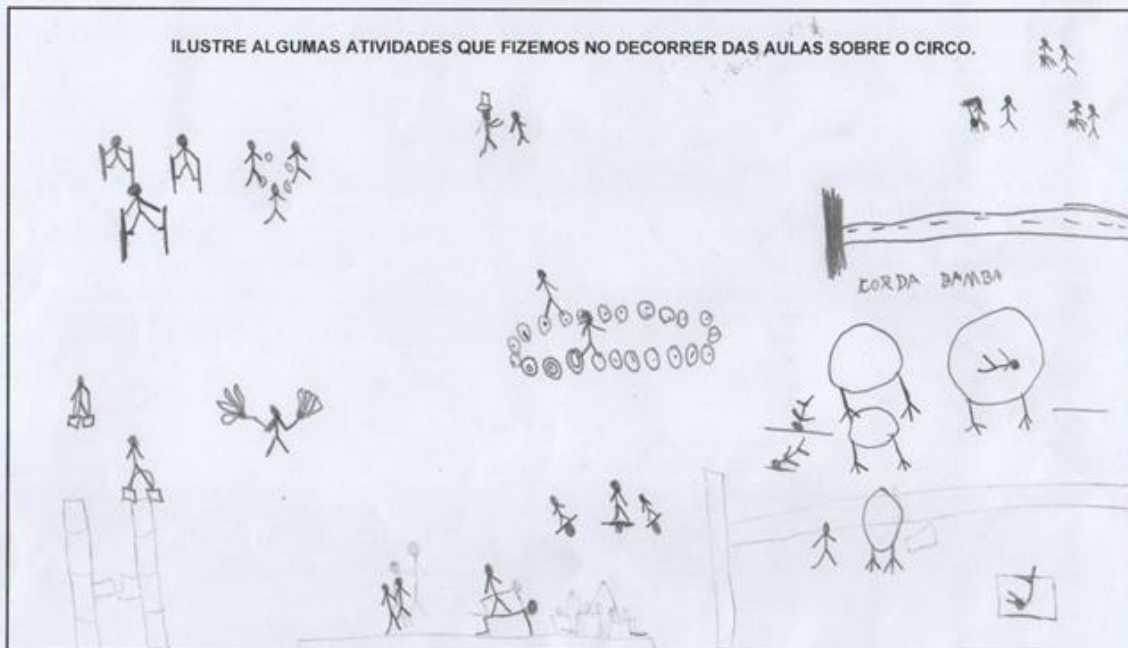 ILUSTRE ALGUMAS ATIVIDADES QUE FIZEMOS NO DECORRER DAS AULAS SOBRE O CIRCO.
CORDA BAMBA